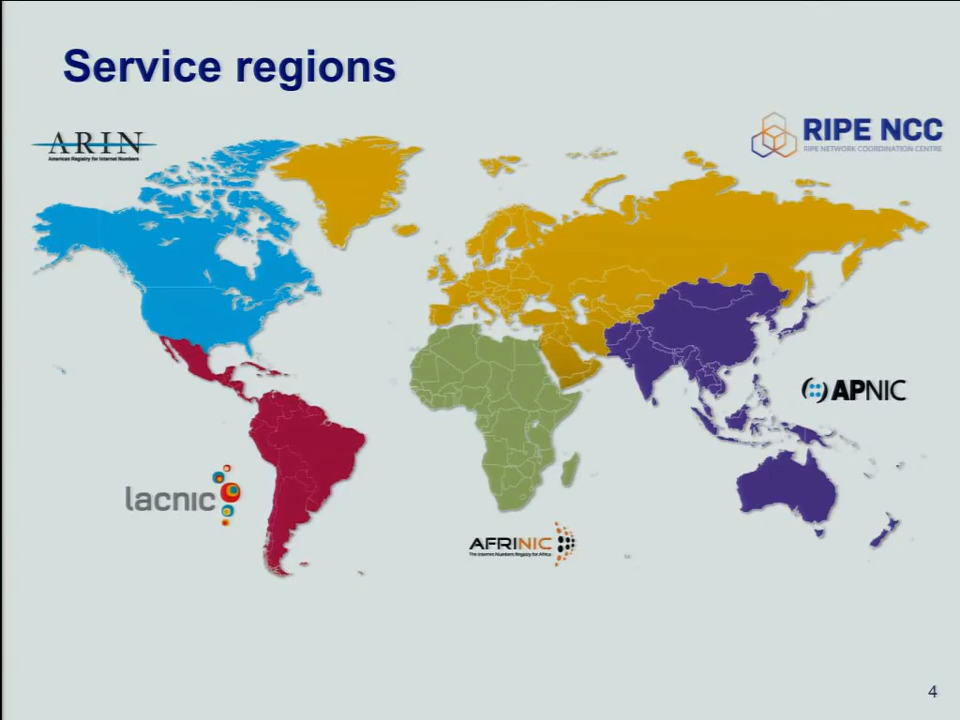 Service regions
ARIN
American Registry for Internet Numbers
RIPE NCC
RIPE NETWORK COORDINATION CENTRE
APNIC
lacnic
AFRINIC
The Internet Numbers Registry for Africa
4